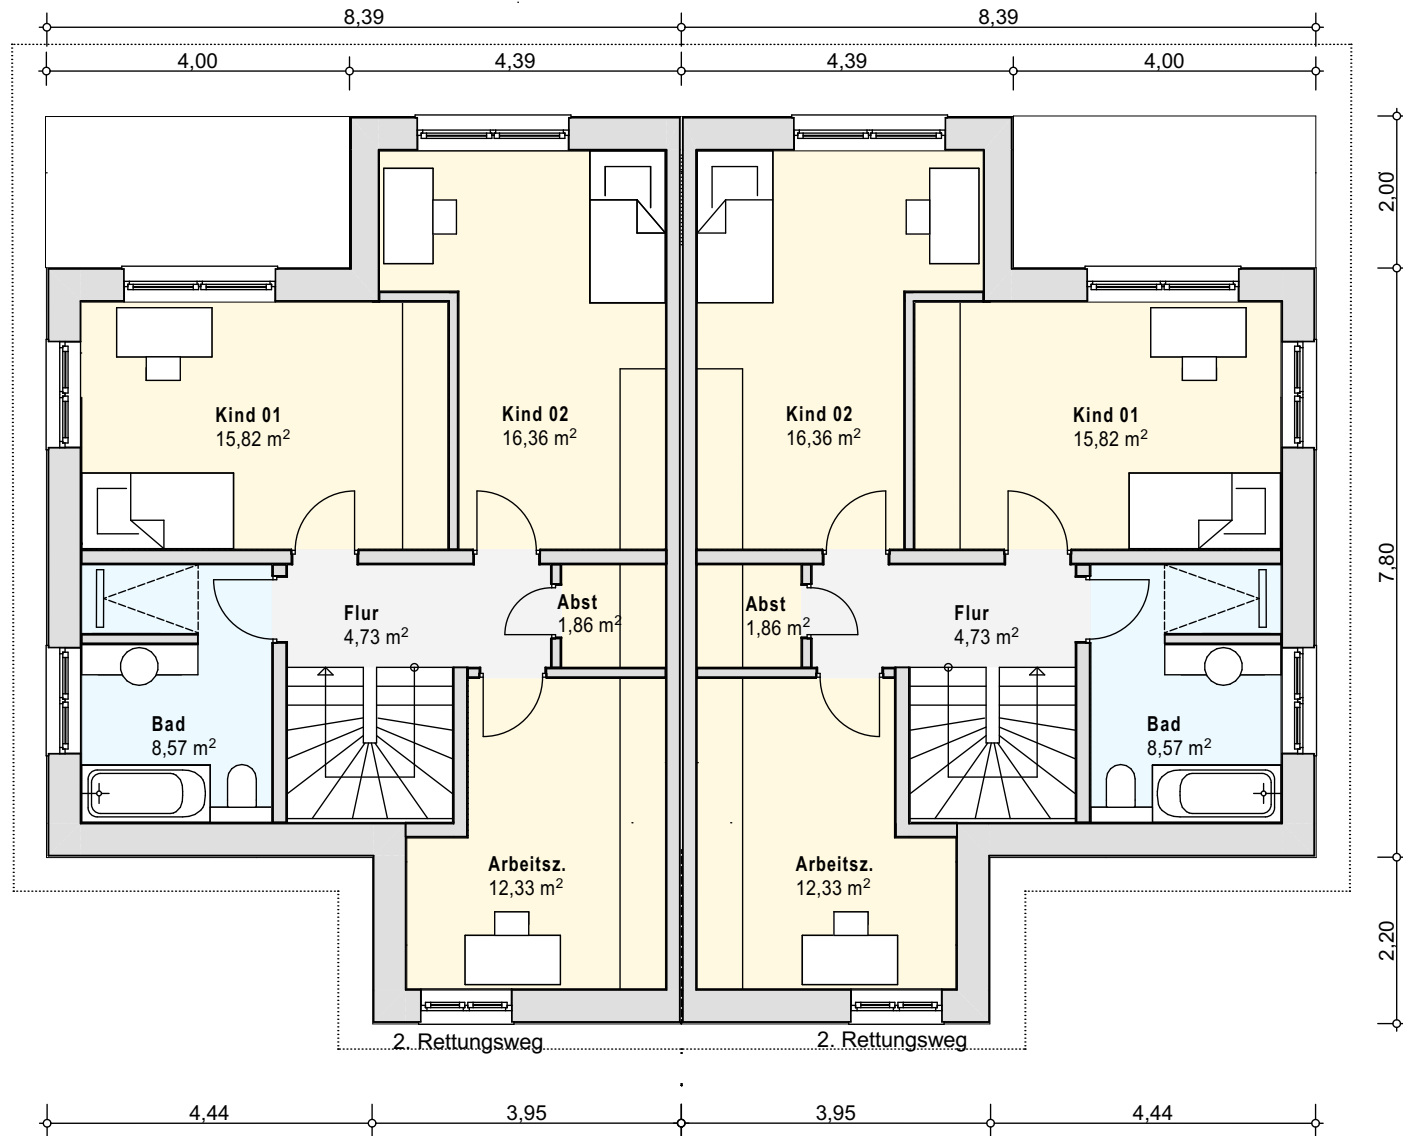 8,39
8,39
4,00
4,39
4,39
4,00
2,00
Kind 01
15,82 m²
Kind 02
16,36 m²
Kind 02
16,36 m²
Kind 01
15,82 m²
7,80
Flur
4,73 m²
Abst
1,86 m²
Abst
1,86 m²
Flur
4,73 m²
Bad
8,57 m²
Bad
8,57 m²
Arbeitsz.
12,33 m²
Arbeitsz.
12,33 m²
2,20
2. Rettungsweg
2. Rettungsweg
4,44
3,95
3,95
4,44